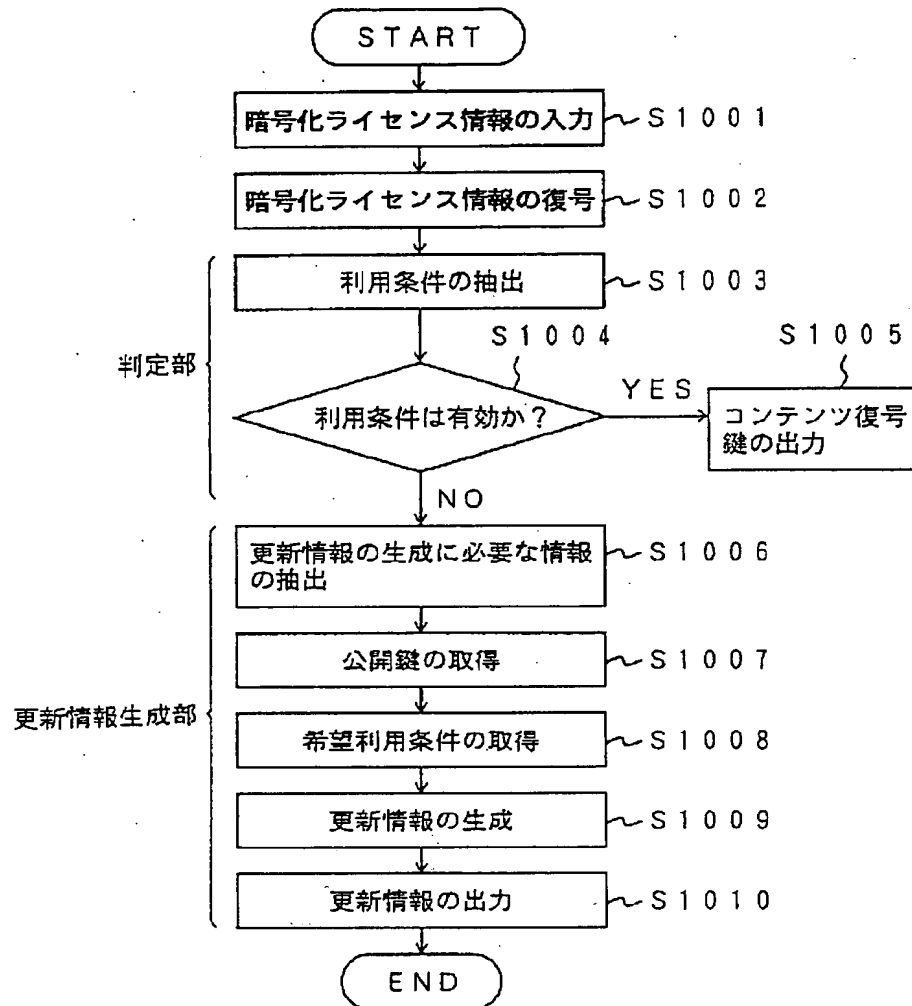 START
暗号化ライセンス情報の入力
S1001
暗号化ライセンス情報の復号
S1002
利用条件の抽出
S1003
判定部
S1004
利用条件は有効か?
YES
S1005
コンテンツ復号
鍵の出力
NO
更新情報の生成に必要な情報
の抽出
S1006
公開鍵の取得
S1007
更新情報生成部
希望利用条件の取得
S1008
更新情報の生成
S1009
更新情報の出力
S1010
END